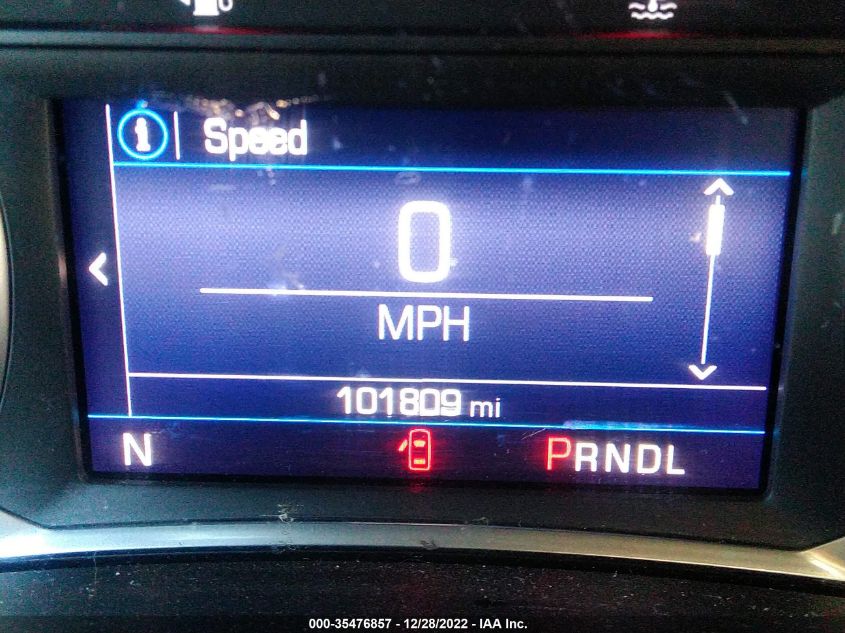 i Speed
0
MPH
101809 mi
N PRNDL
000-35476857 - 12/28/2022 - IAA Inc.